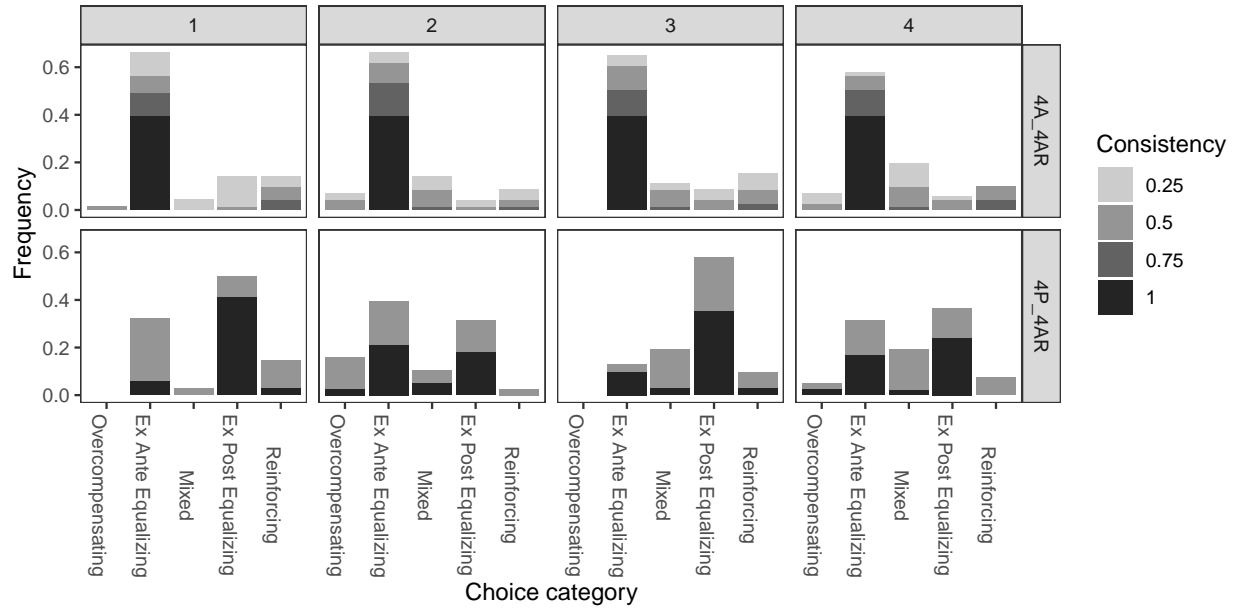 1
2
3
4
Frequency
0.6
0.4
0.2
0.0
4A_4AR
0.6
0.4
0.2
0.0
4P_4AR
Overcompensating
Ex Ante Equalizing
Mixed
Ex Post Equalizing
Reinforcing
Overcompensating
Ex Ante Equalizing
Mixed
Ex Post Equalizing
Reinforcing
Overcompensating
Ex Ante Equalizing
Mixed
Ex Post Equalizing
Reinforcing
Overcompensating
Ex Ante Equalizing
Mixed
Ex Post Equalizing
Reinforcing
Choice category
Consistency
0.25
0.5
0.75
1